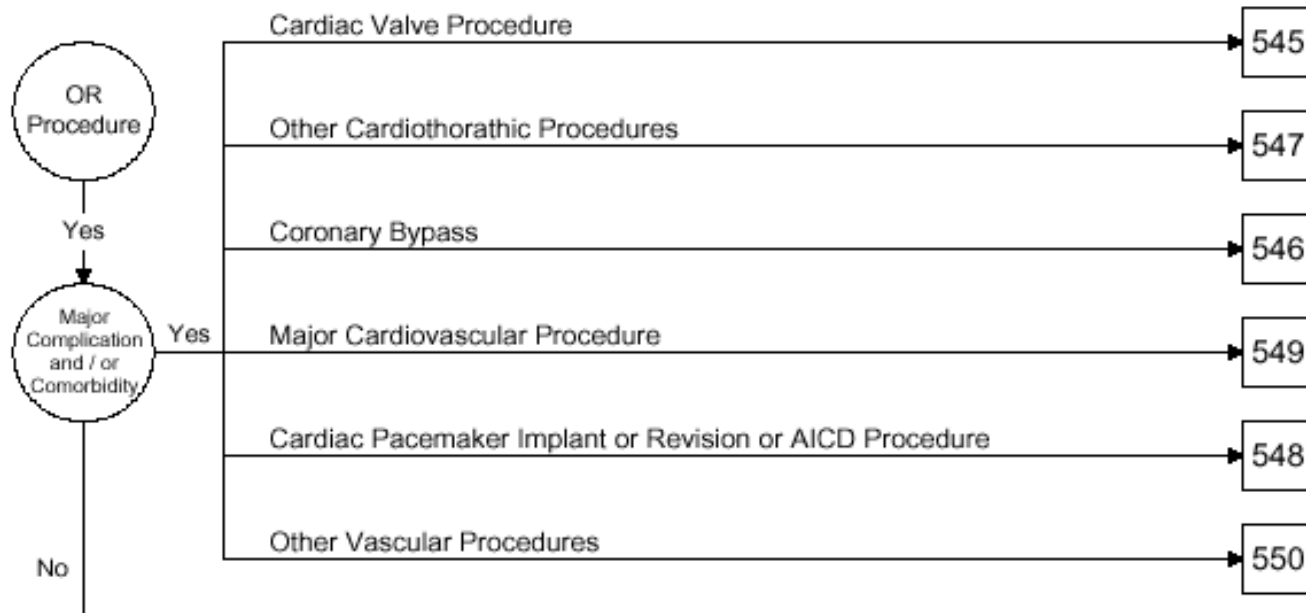 Cardiac Valve Procedure
545
OR
Procedure
Other Cardiothorathic Procedures
547
Yes
Coronary Bypass
546
Major
Complication
and / or
Comorbidity
Yes
Major Cardiovascular Procedure
549
Cardiac Pacemaker Implant or Revision or AICD Procedure
548
Other Vascular Procedures
550
No